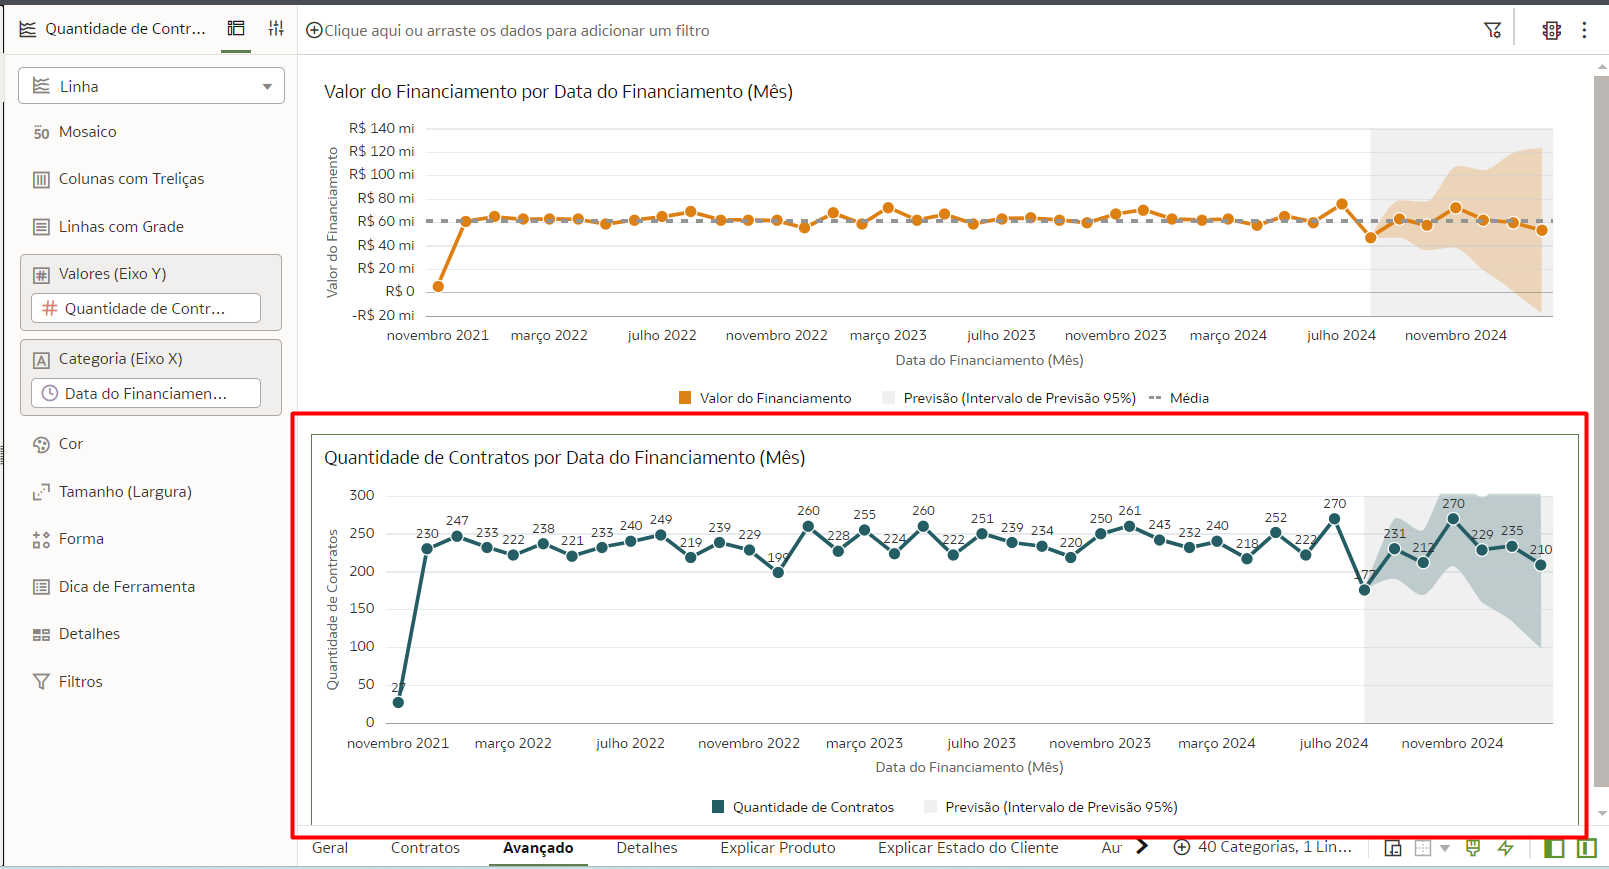 Quantidade de Contr...
Clique aqui ou arraste os dados para adicionar um filtro
Linha
Mosaico
Colunas com Treliças
Linhas com Grade
Valores (Eixo Y)
Quantidade de Contr...
Categoria (Eixo X)
Data do Financiamen...
Cor
Tamanho (Largura)
Forma
Dica de Ferramenta
Detalhes
Filtros
Valor do Financiamento por Data do Financiamento (Mês)
Valor do Financiamento
R$ 140 mi
R$ 120 mi
R$ 100 mi
R$ 80 mi
R$ 60 mi
R$ 40 mi
R$ 20 mi
R$ 0
-R$ 20 mi
novembro 2021 março 2022 julho 2022 novembro 2022 março 2023 julho 2023 novembro 2023 março 2024 julho 2024 novembro 2024
Data do Financiamento (Mês)
Valor do Financiamento Previsão (Intervalo de Previsão 95%) Média
Quantidade de Contratos por Data do Financiamento (Mês)
Quantidade de Contratos
300
250
200
150
100
50
0
27 230 247 233 222 238 221 233 240 249 219 239 229 199 260 228 255 224 260 222 251 239 234 220 250 261 243 232 240 218 252 222 270 177 231 212 270 229 235 210
novembro 2021 março 2022 julho 2022 novembro 2022 março 2023 julho 2023 novembro 2023 março 2024 julho 2024 novembro 2024
Data do Financiamento (Mês)
Quantidade de Contratos Previsão (Intervalo de Previsão 95%)
Geral Contratos Avançado Detalhes Explicar Produto Explicar Estado do Cliente 40 Categorias, 1 Lin...